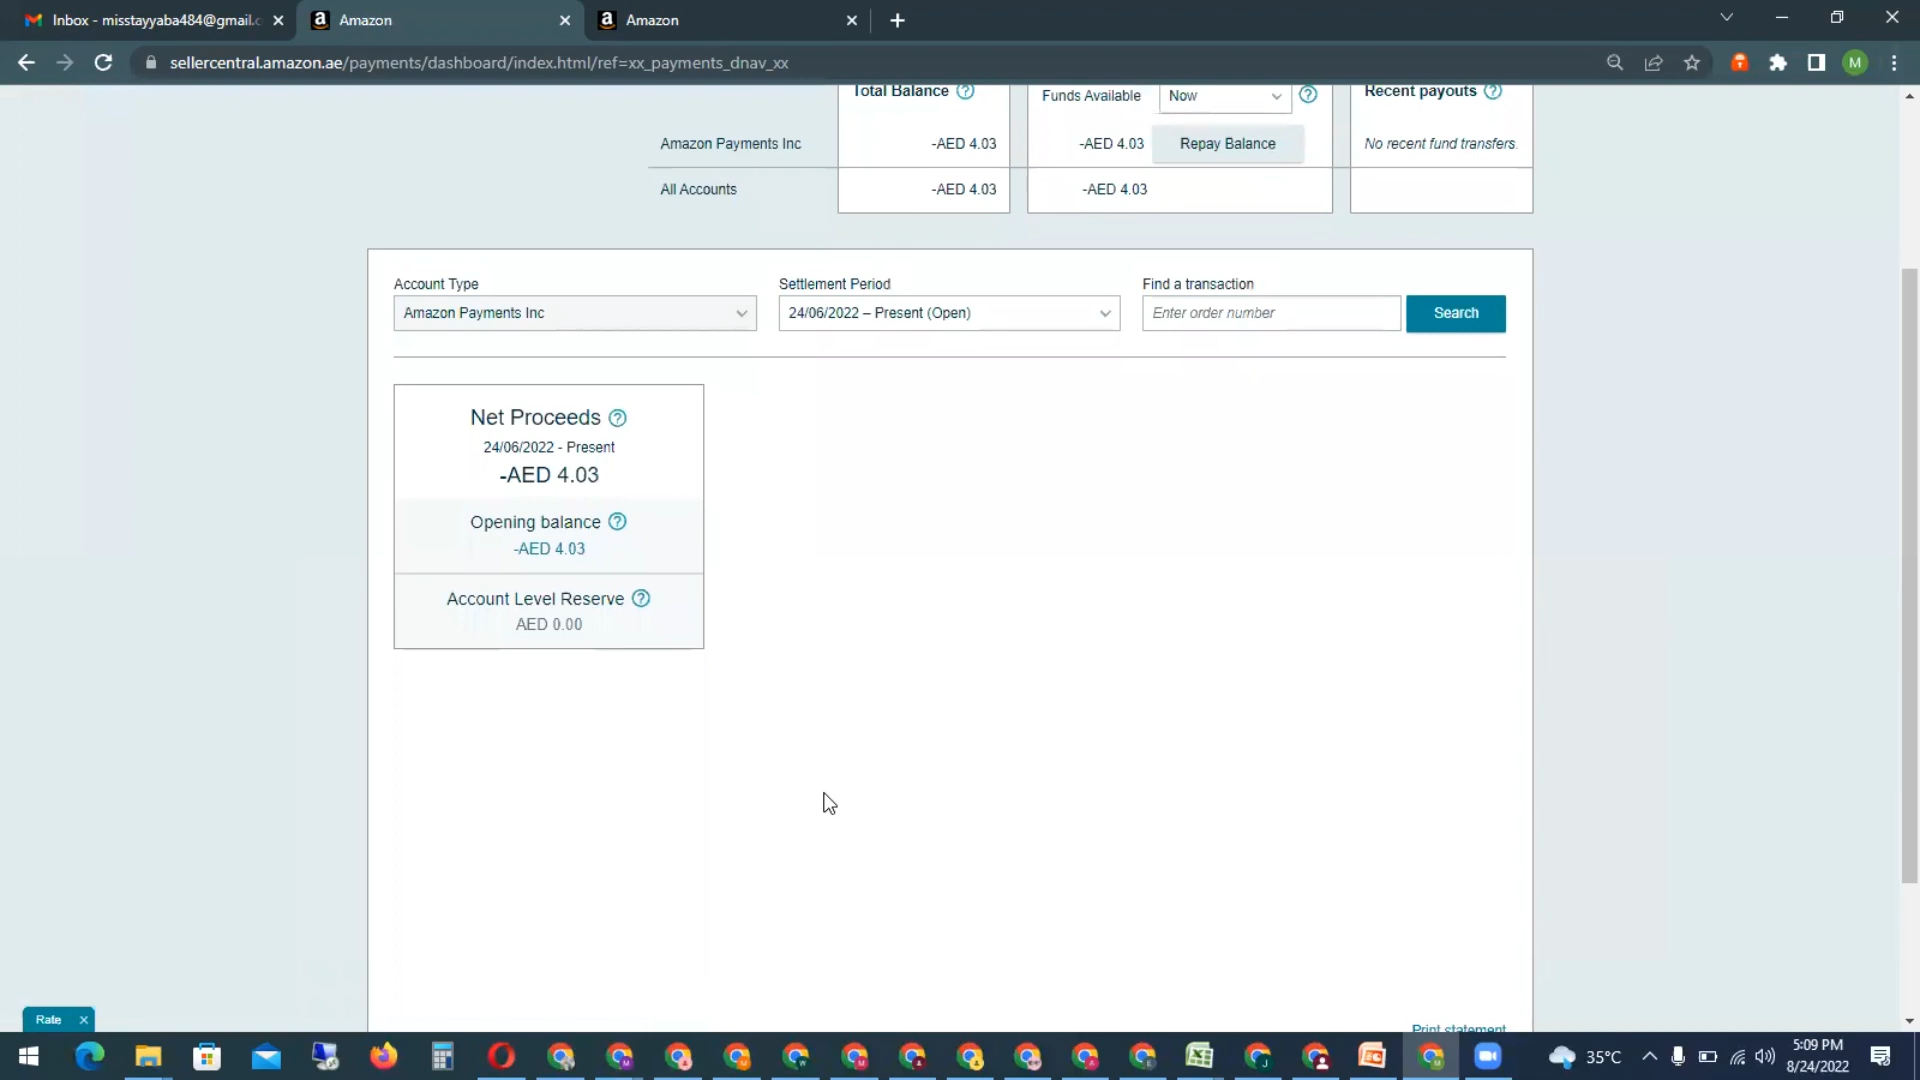 Inbox - misstayyaba484@gmail.c
Amazon
Amazon
sellercentral.amazon.ae/payments/dashboard/index.html/ref=xx_payments_dnav_xx
M
Total Balance
Funds Available
Now
Recent payouts
Amazon Payments Inc
-AED 4.03
-AED 4.03
Repay Balance
No recent fund transfers.
All Accounts
-AED 4.03
-AED 4.03
Account Type
Settlement Period
Find a transaction
Amazon Payments Inc
24/06/2022 – Present (Open)
Enter order number
Search
Net Proceeds
24/06/2022 - Present
-AED 4.03
Opening balance
-AED 4.03
Account Level Reserve
AED 0.00
Print statement
Rate
35°C
5:09 PM
8/24/2022